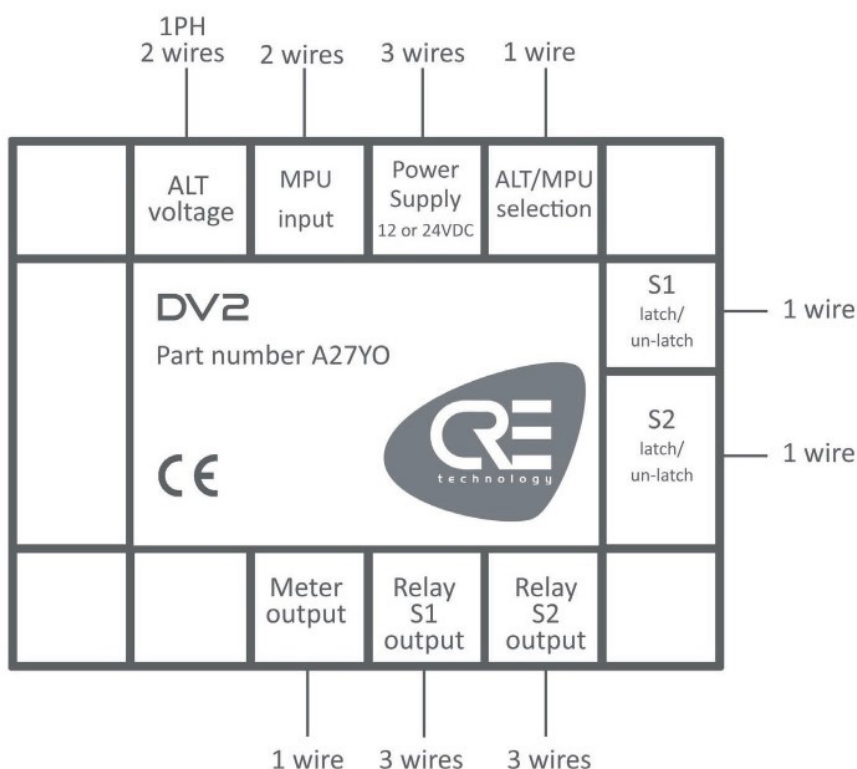 1PH
2 wires
2 wires
3 wires
1 wire
ALT
voltage
MPU
input
Power
Supply
12 or 24VDC
ALT/MPU
selection
DV2
Part number A27YO
CE
CRE
technology
S1
latch/
un-latch
1 wire
S2
latch/
un-latch
1 wire
Meter
output
Relay
S1
output
Relay
S2
output
1 wire
3 wires
3 wires